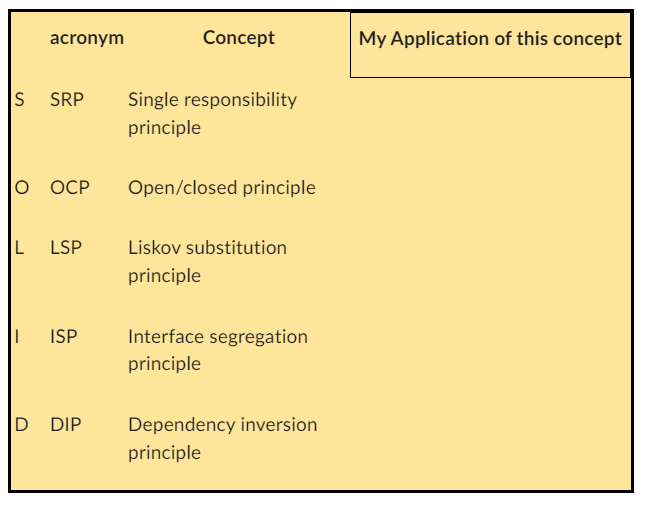 acronym Concept My Application of this concept
S SRP Single responsibility
principle
O OCP Open/closed principle
L LSP Liskov substitution
principle
I ISP Interface segregation
principle
D DIP Dependency inversion
principle